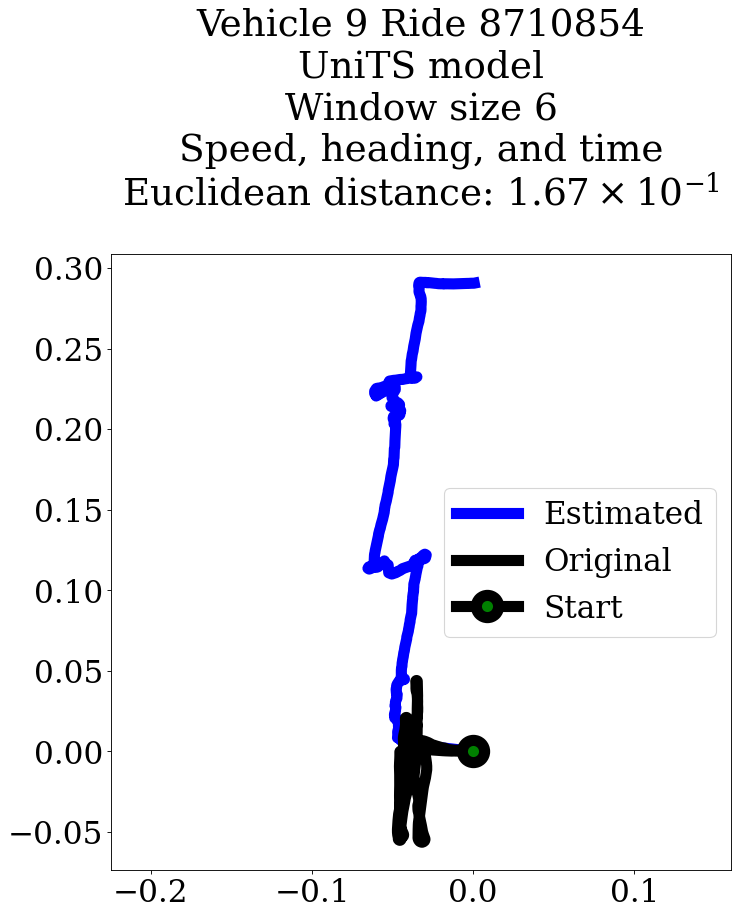 Vehicle 9 Ride 8710854
UniTS model
Window size 6
Speed, heading, and time
Euclidean distance: 1.67 × 10⁻¹
0.30
0.25
0.20
0.15
0.10
0.05
0.00
−0.05
Estimated
Original
Start
−0.2 −0.1 0.0 0.1